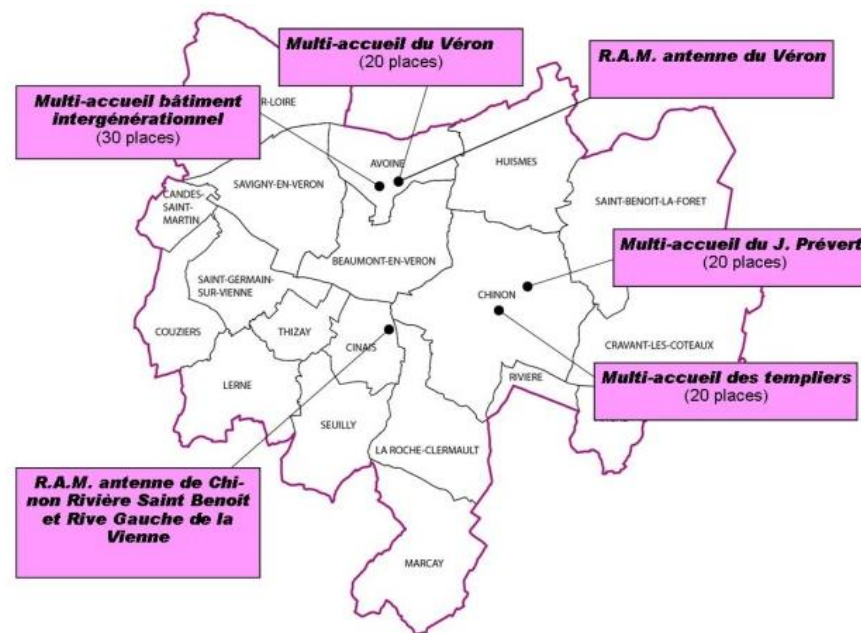 Multi-accueil du Véron
(20 places)
R.A.M. antenne du Véron
Multi-accueil bâtiment
intergénérationnel
(30 places)
R-LOIRE
AVOINE
HUISMES
SAVIGNY-EN-VERON
CANDES-
SAINT-
MARTIN
SAINT-BENOIT-LA-FORET
BEAUMONT-EN-VERON
Multi-accueil du J. Prévert
(20 places)
SAINT-GERMAIN-
SUR-VIENNE
CHINON
COUZIERS
THIZAY
CINAIS
CRAVANT-LES-COTEAUX
LERNE
RIVIERE
Multi-accueil des templiers
(20 places)
SEUILLY
LA ROCHE-CLERMAULT
R.A.M. antenne de Chi-
non Rivière Saint Benoit
et Rive Gauche de la
Vienne
MARCAY